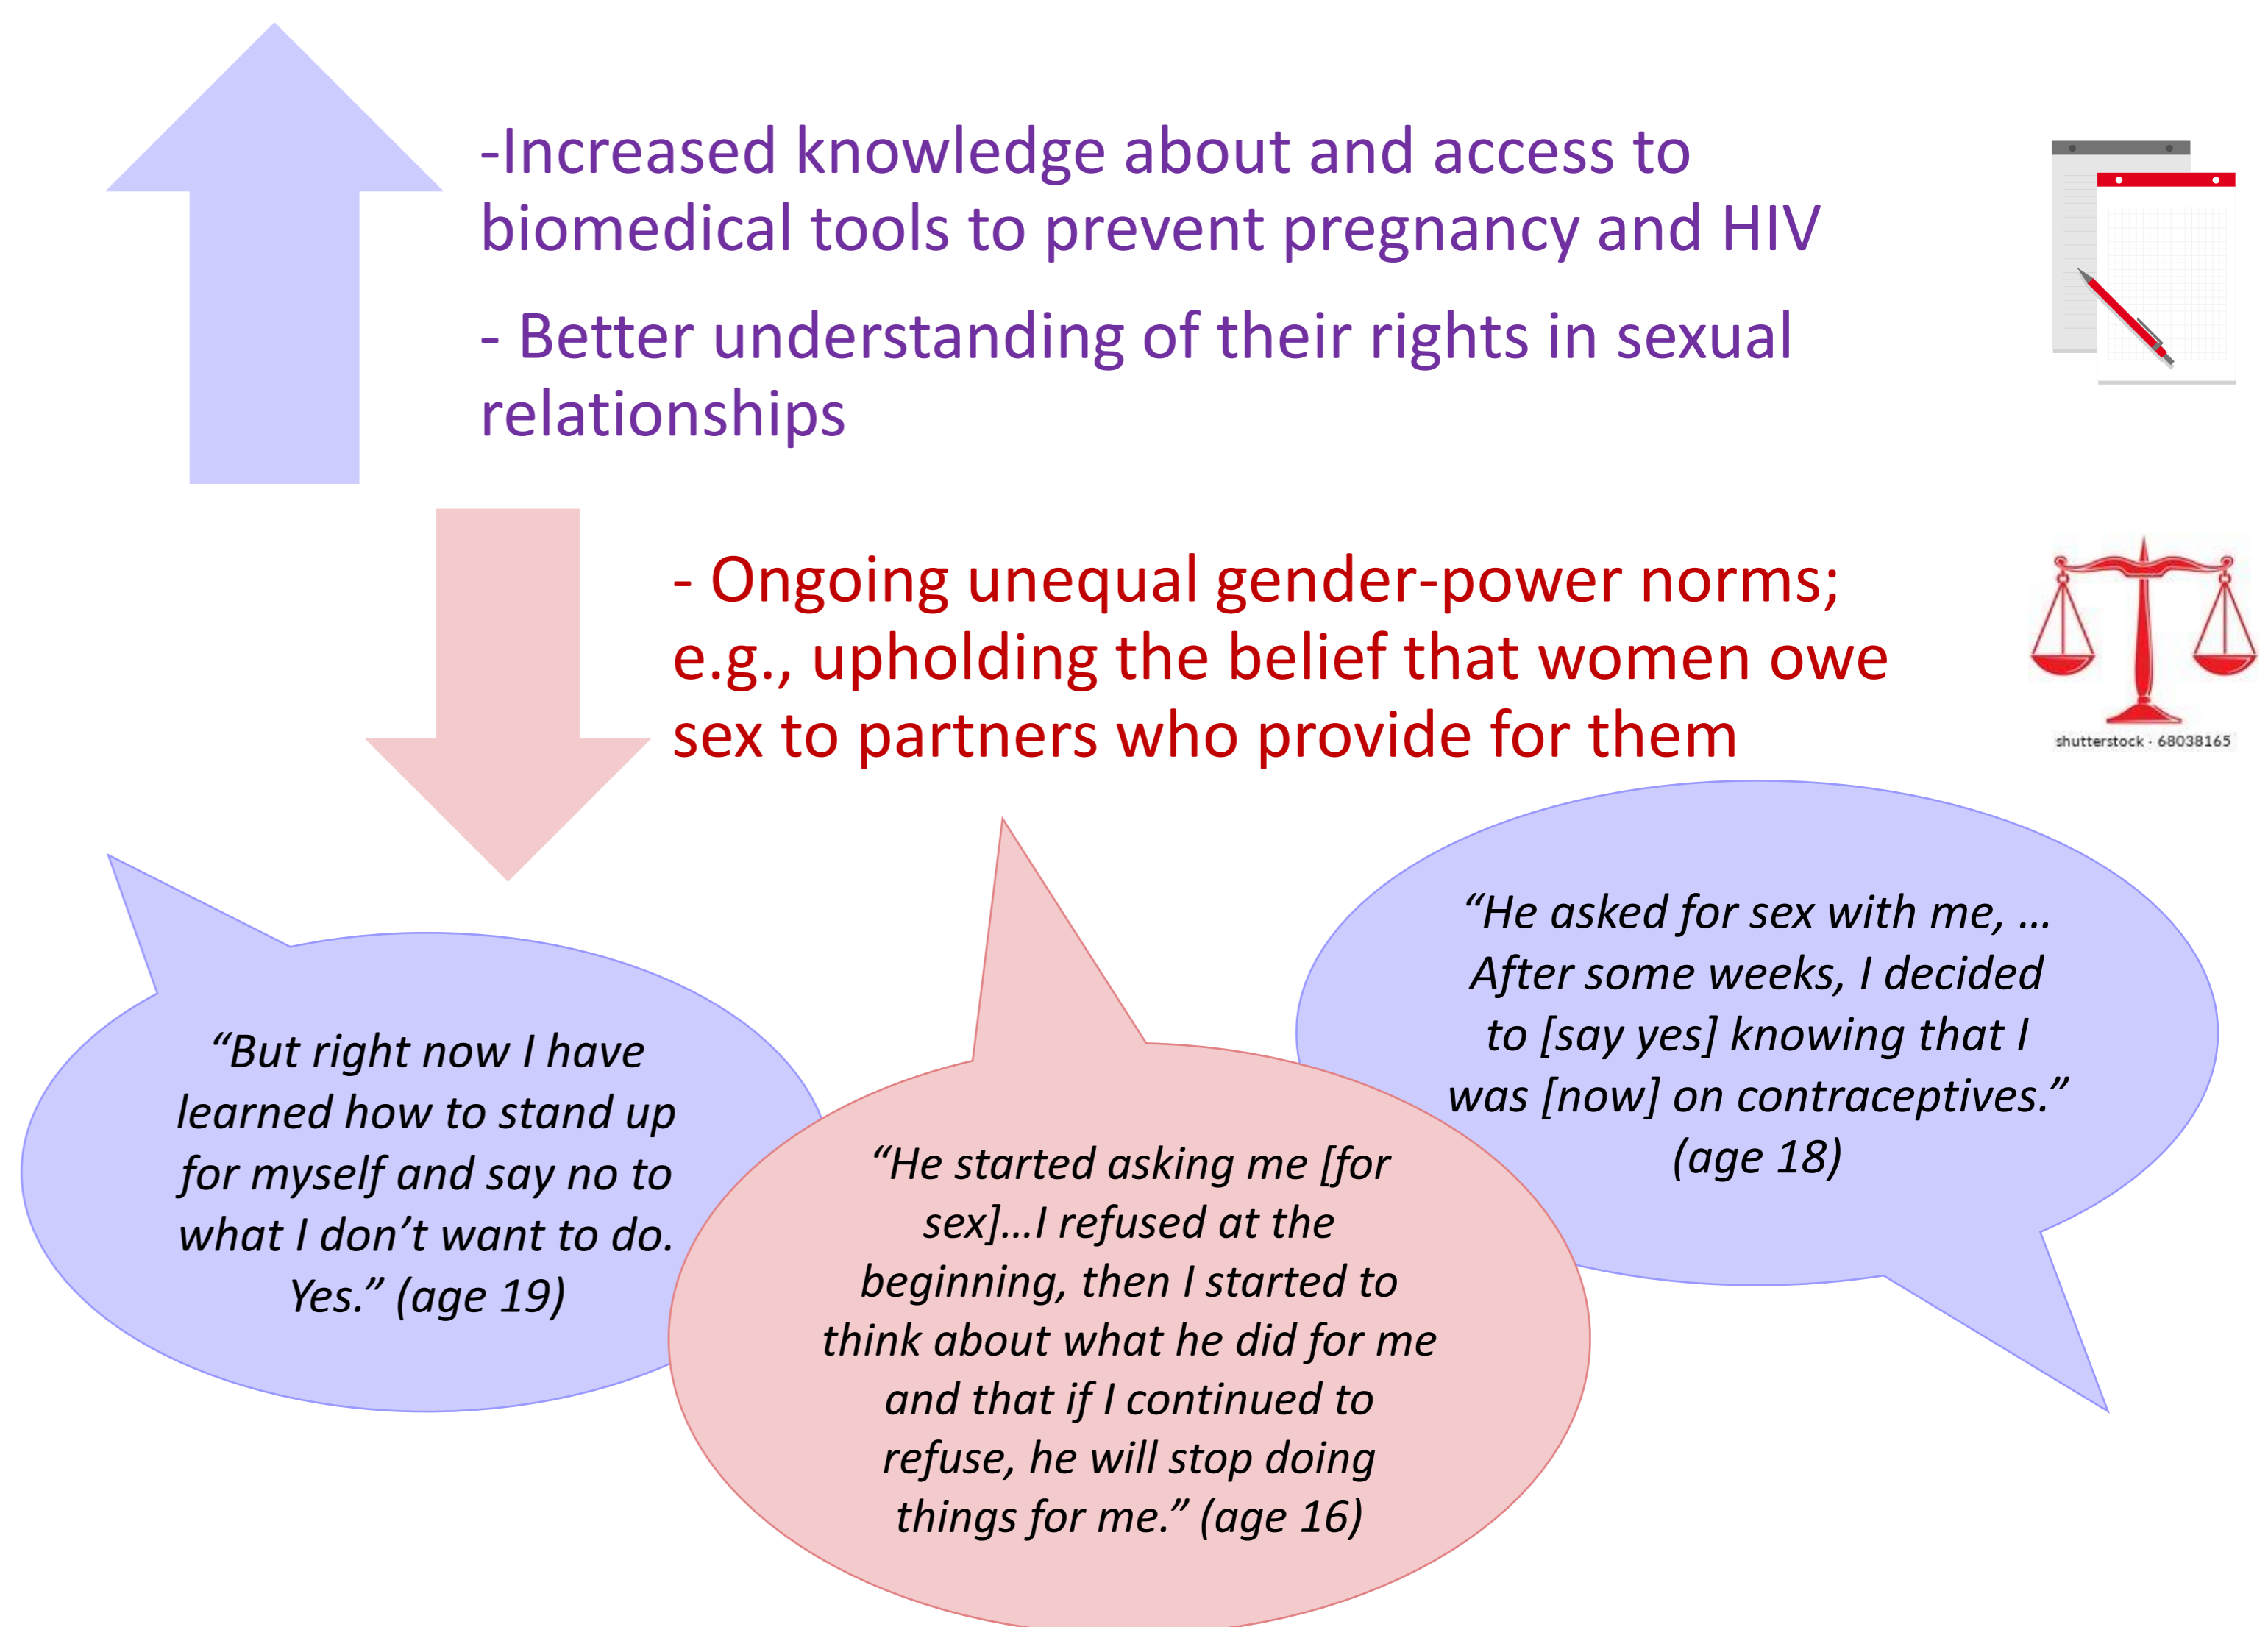 -Increased knowledge about and access to
biomedical tools to prevent pregnancy and HIV
- Better understanding of their rights in sexual
relationships
- Ongoing unequal gender-power norms;
e.g., upholding the belief that women owe
sex to partners who provide for them
shutterstock · 68038165
“But right now I have
learned how to stand up
for myself and say no to
what I don’t want to do.
Yes.” (age 19)
“He started asking me [for
sex]...I refused at the
beginning, then I started to
think about what he did for me
and that if I continued to
refuse, he will stop doing
things for me.” (age 16)
“He asked for sex with me, ...
After some weeks, I decided
to [say yes] knowing that I
was [now] on contraceptives.”
(age 18)